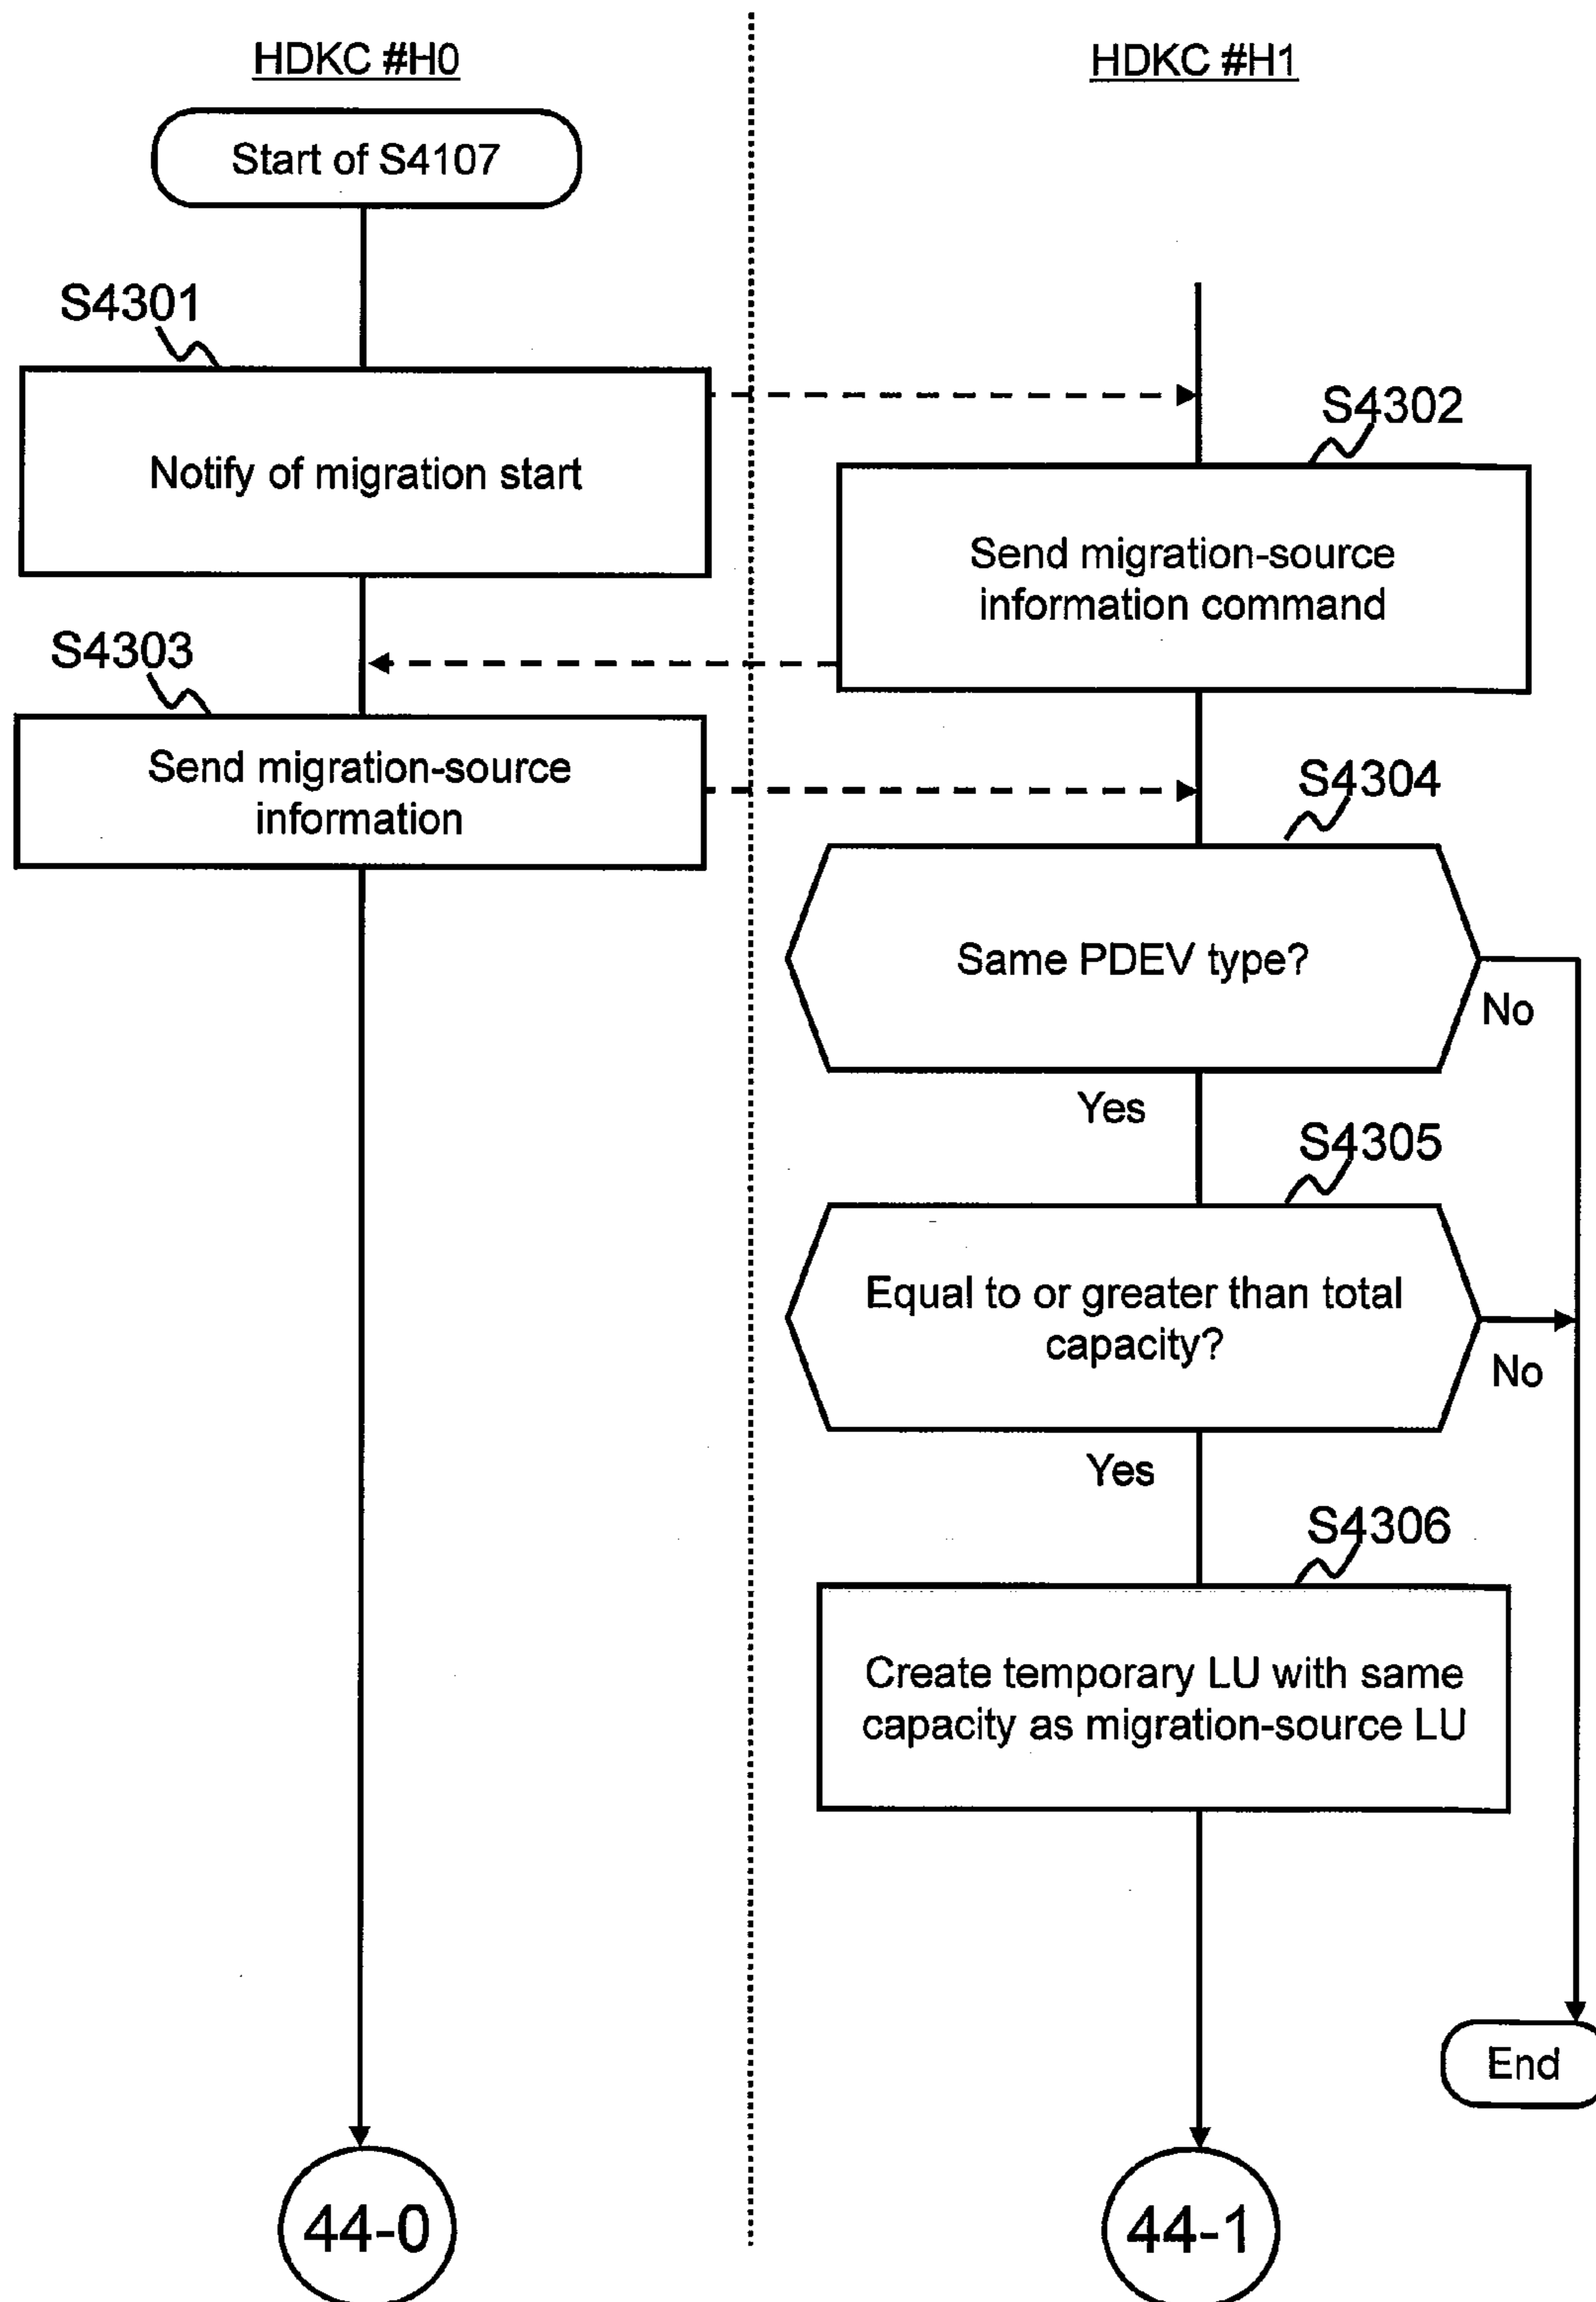 HDKC #H0
HDKC #H1
Start of S4107
S4301
Notify of migration start
S4302
Send migration-source
information command
S4303
Send migration-source
information
S4304
Same PDEV type?
No
Yes
S4305
Equal to or greater than total
capacity?
No
Yes
S4306
Create temporary LU with same
capacity as migration-source LU
End
44-0
44-1